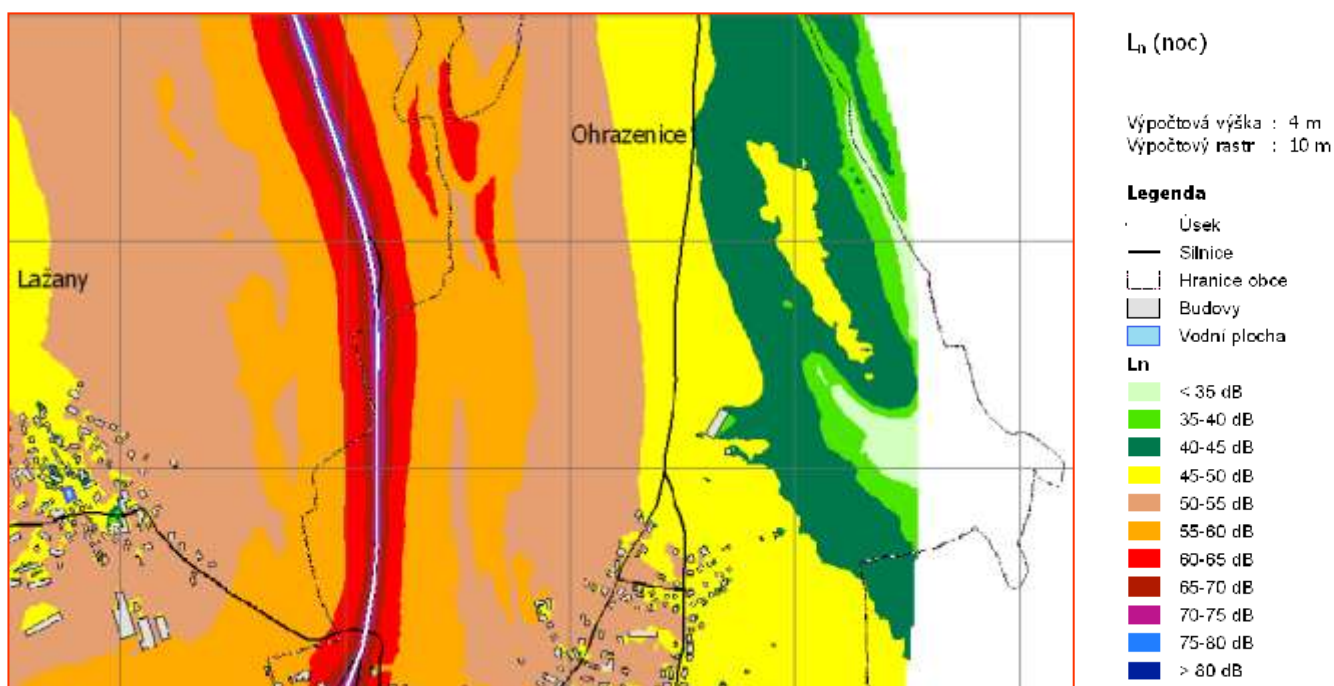 Ohrazenice
Lažany
Lₙ (noc)
Výpočtová výška : 4 m
Výpočtový rastr : 10 m
Legenda
Úsek
Silnice
Hranice obce
Budovy
Vodní plocha
Ln
< 35 dB
35-40 dB
40-45 dB
45-50 dB
50-55 dB
55-60 dB
60-65 dB
65-70 dB
70-75 dB
75-80 dB
> 80 dB